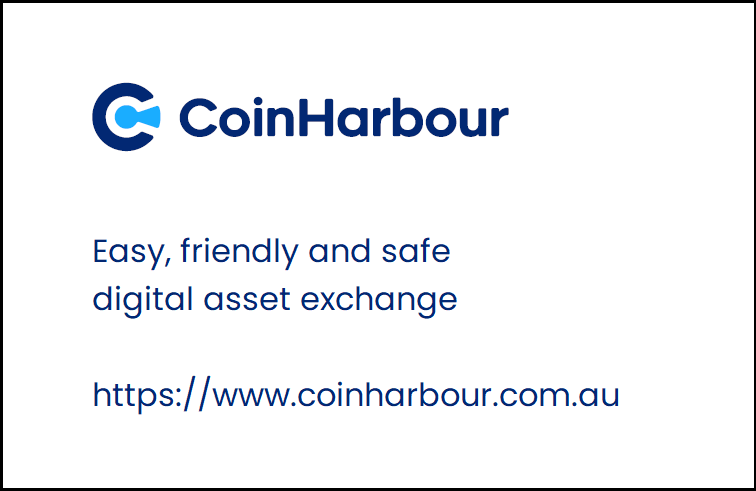 CoinHarbour
Easy, friendly and safe
digital asset exchange
https://www.coinharbour.com.au